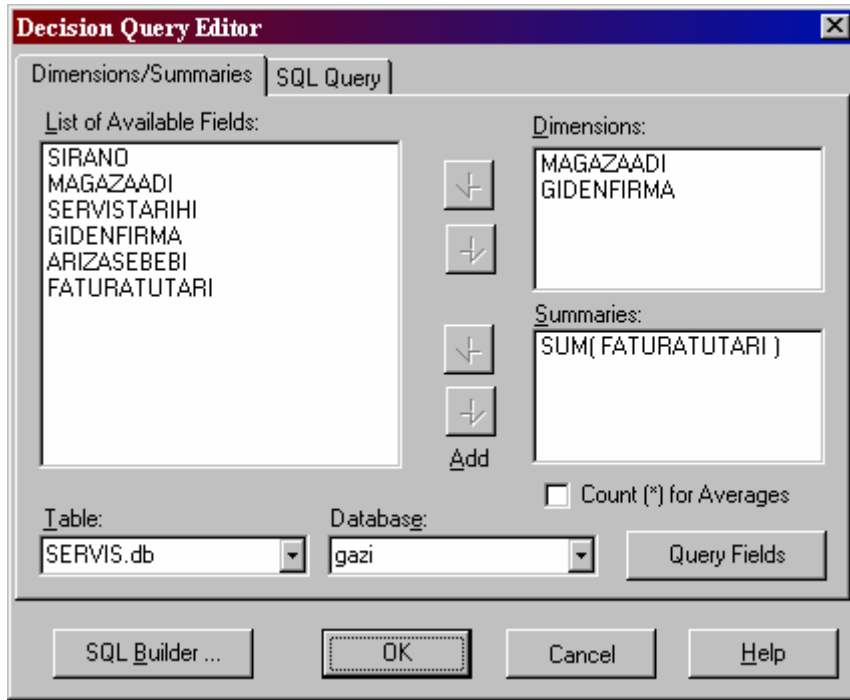 Decision Query Editor
Dimensions/Summaries
SQL Query
List of Available Fields:
SIRANO
MAGAZAADI
SERVISTARIHI
GIDENFIRMA
ARIZASEBEBI
FATURATUTARI
Add
Dimensions:
MAGAZAADI
GIDENFIRMA
Summaries:
SUM( FATURATUTARI )
Count (*) for Averages
Table:
SERVIS.db
Database:
gazi
Query Fields
SQL Builder ...
OK
Cancel
Help